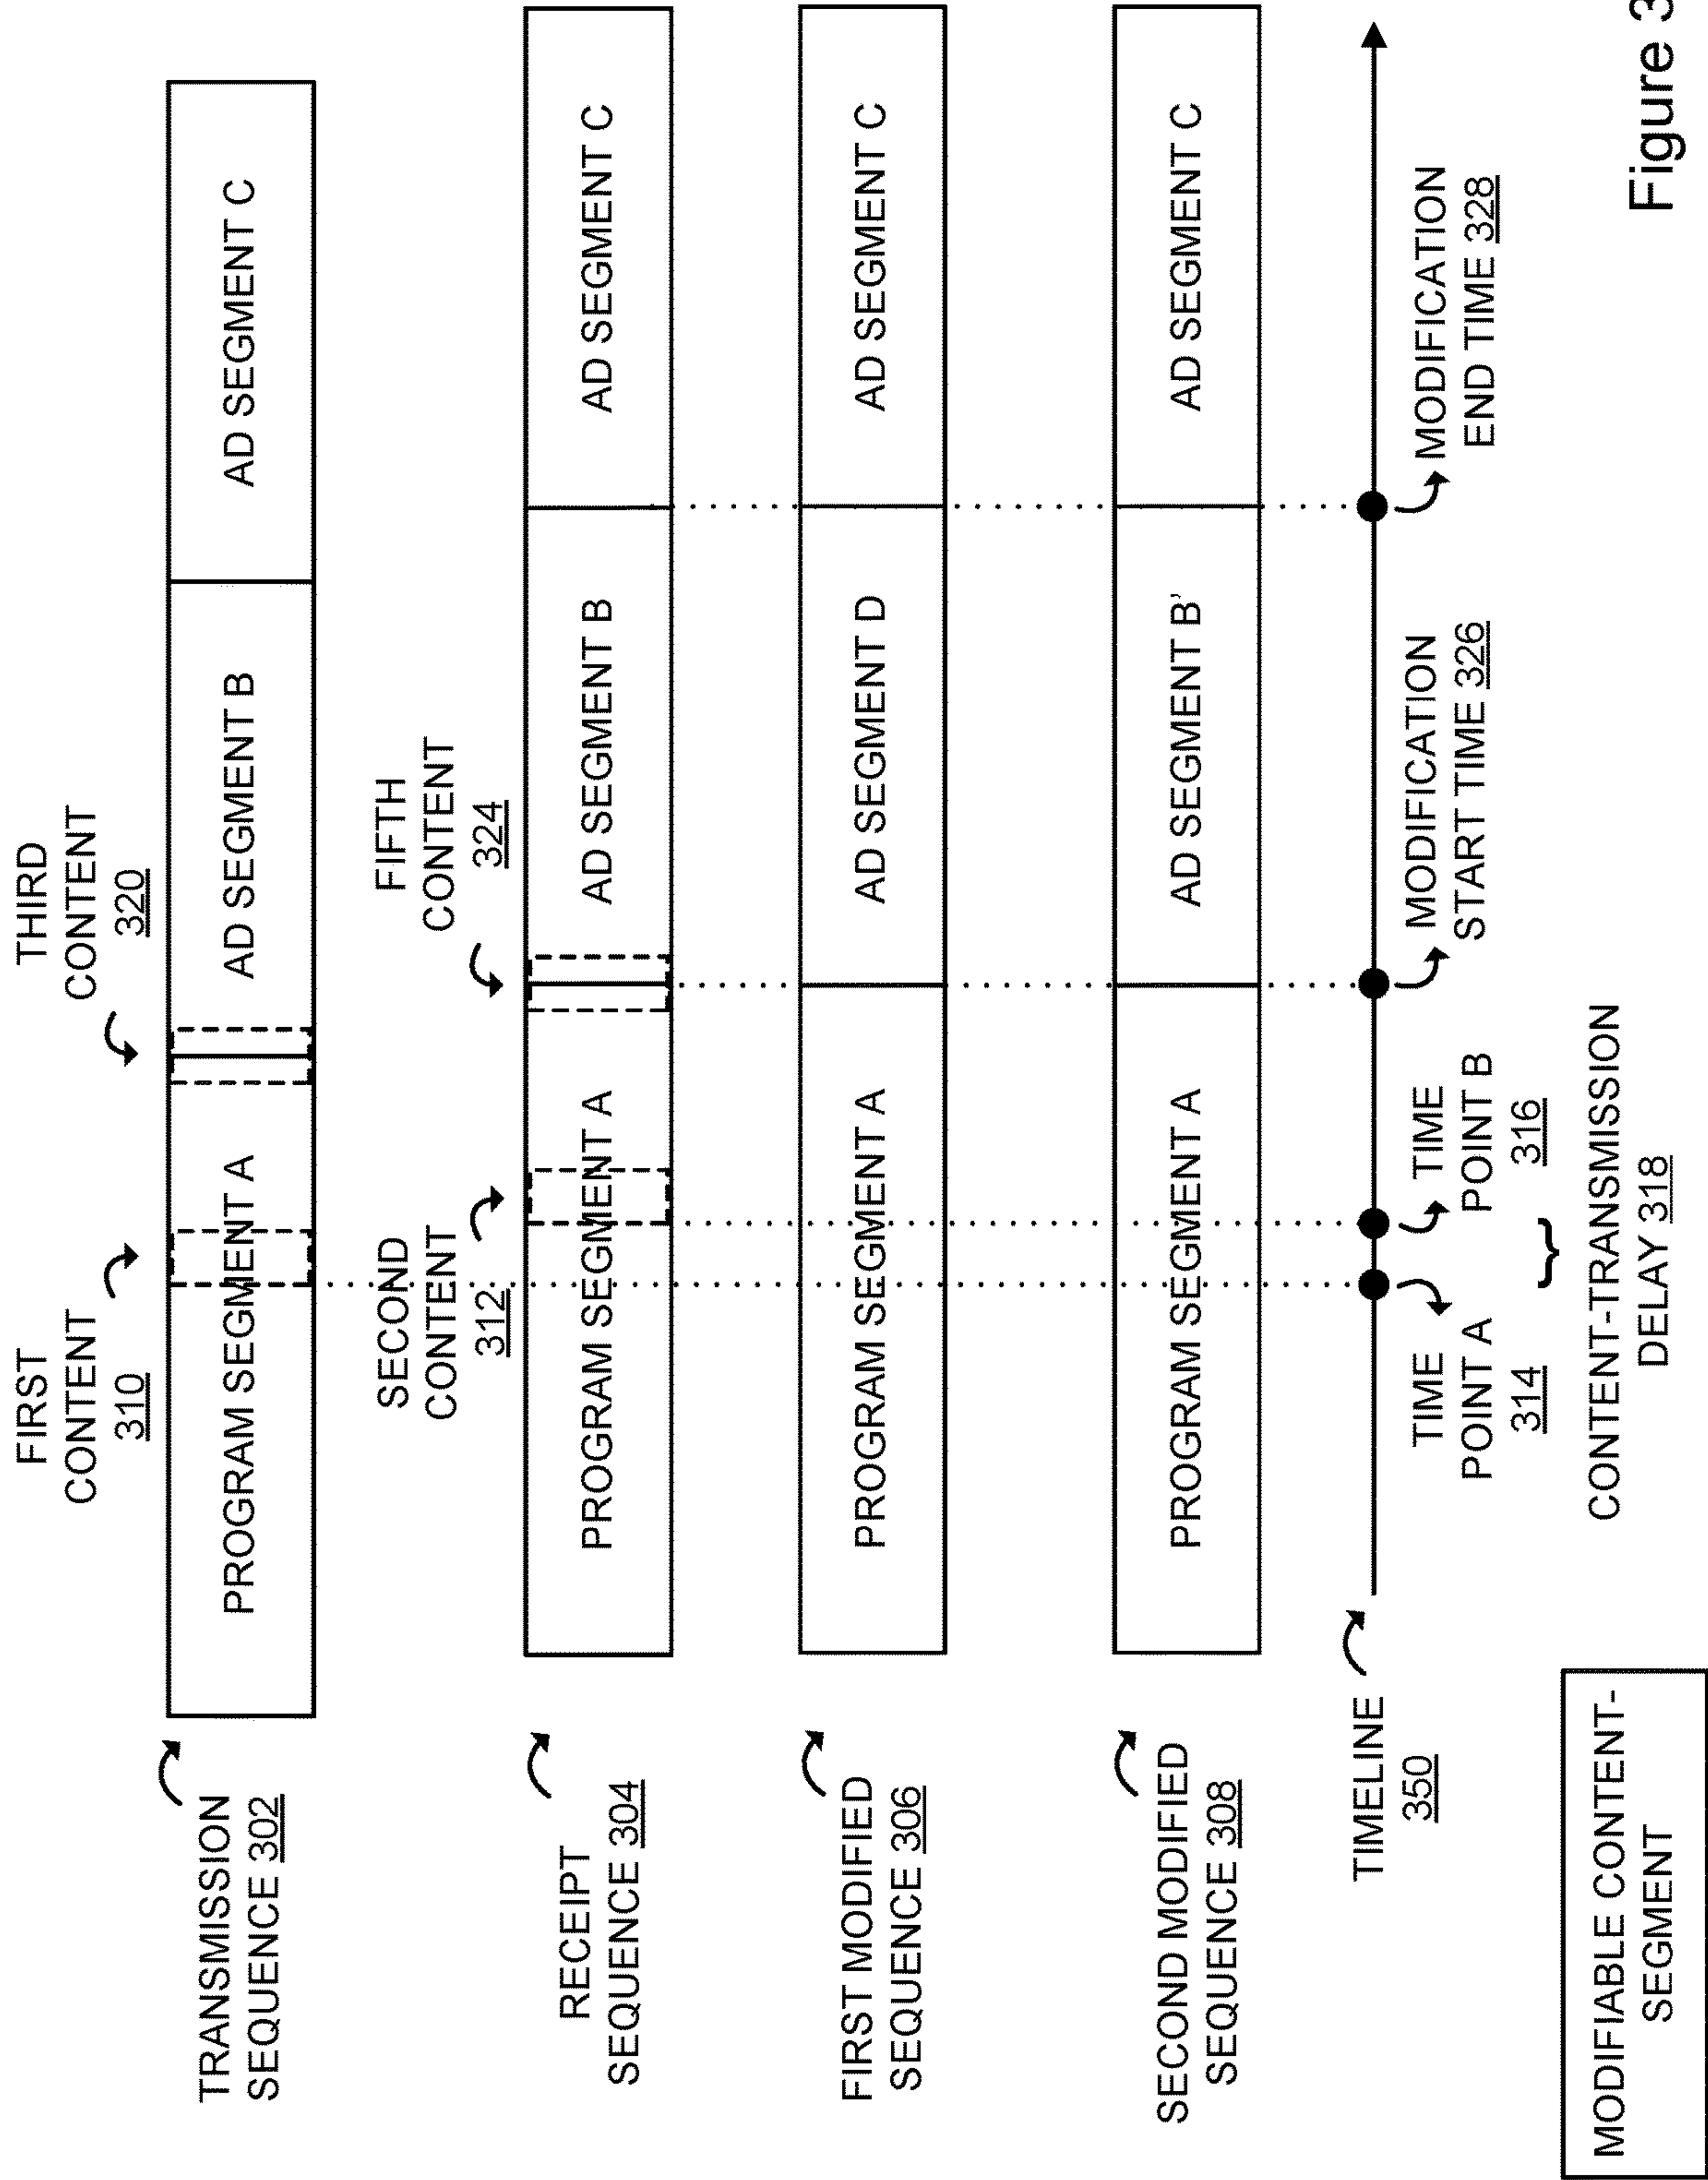 FIRST
CONTENT
310
THIRD
CONTENT
320
TRANSMISSION
SEQUENCE 302
PROGRAM SEGMENT A
AD SEGMENT B
AD SEGMENT C
SECOND
CONTENT
312
FIFTH
CONTENT
324
RECEIPT
SEQUENCE 304
PROGRAM SEGMENT A
AD SEGMENT B
AD SEGMENT C
FIRST MODIFIED
SEQUENCE 306
PROGRAM SEGMENT A
AD SEGMENT D
AD SEGMENT C
SECOND MODIFIED
SEQUENCE 308
PROGRAM SEGMENT A
AD SEGMENT B’
AD SEGMENT C
TIMELINE
350
TIME
POINT A
314
TIME
POINT B
316
MODIFICATION
START TIME 326
MODIFICATION
END TIME 328
CONTENT-TRANSMISSION
DELAY 318
MODIFIABLE CONTENT-
SEGMENT
Figure 3